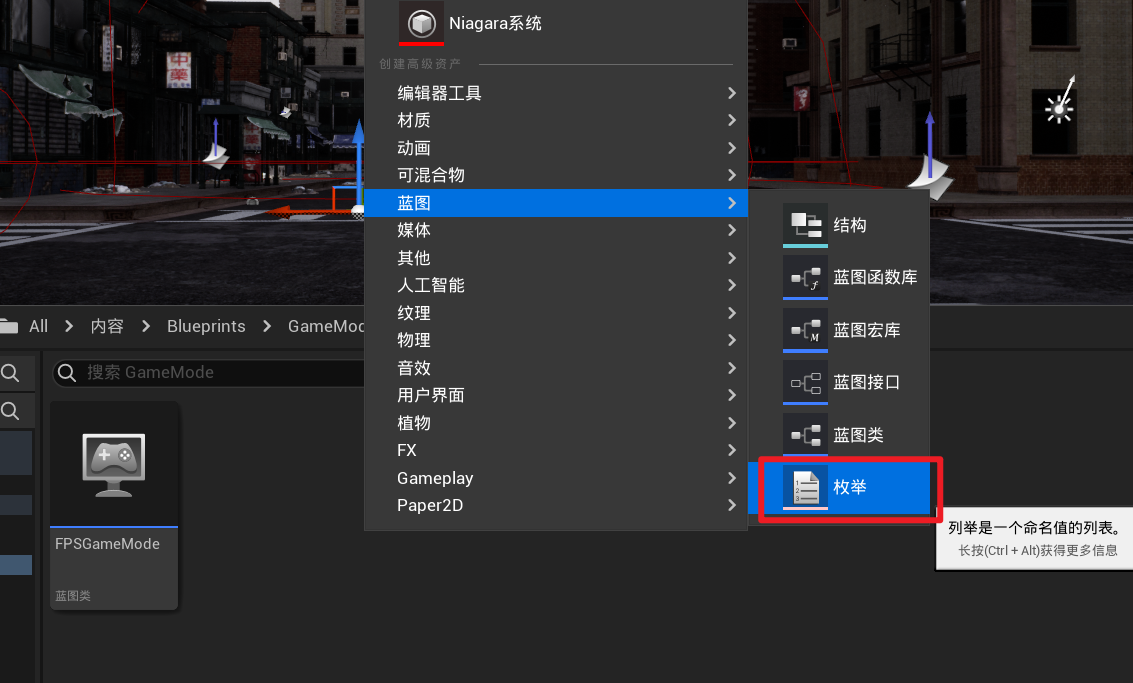 Niagara系统
创建高级资产
编辑器工具
材质
动画
可混合物
蓝图
媒体
其他
人工智能
纹理
物理
音效
用户界面
植物
FX
Gameplay
Paper2D
结构
蓝图函数库
蓝图宏库
蓝图接口
蓝图类
枚举
列举是一个命名值的列表。
长按(Ctrl + Alt)获得更多信息
All
内容
Blueprints
GameMod
搜索 GameMode
FPSGameMode
蓝图类
中藥